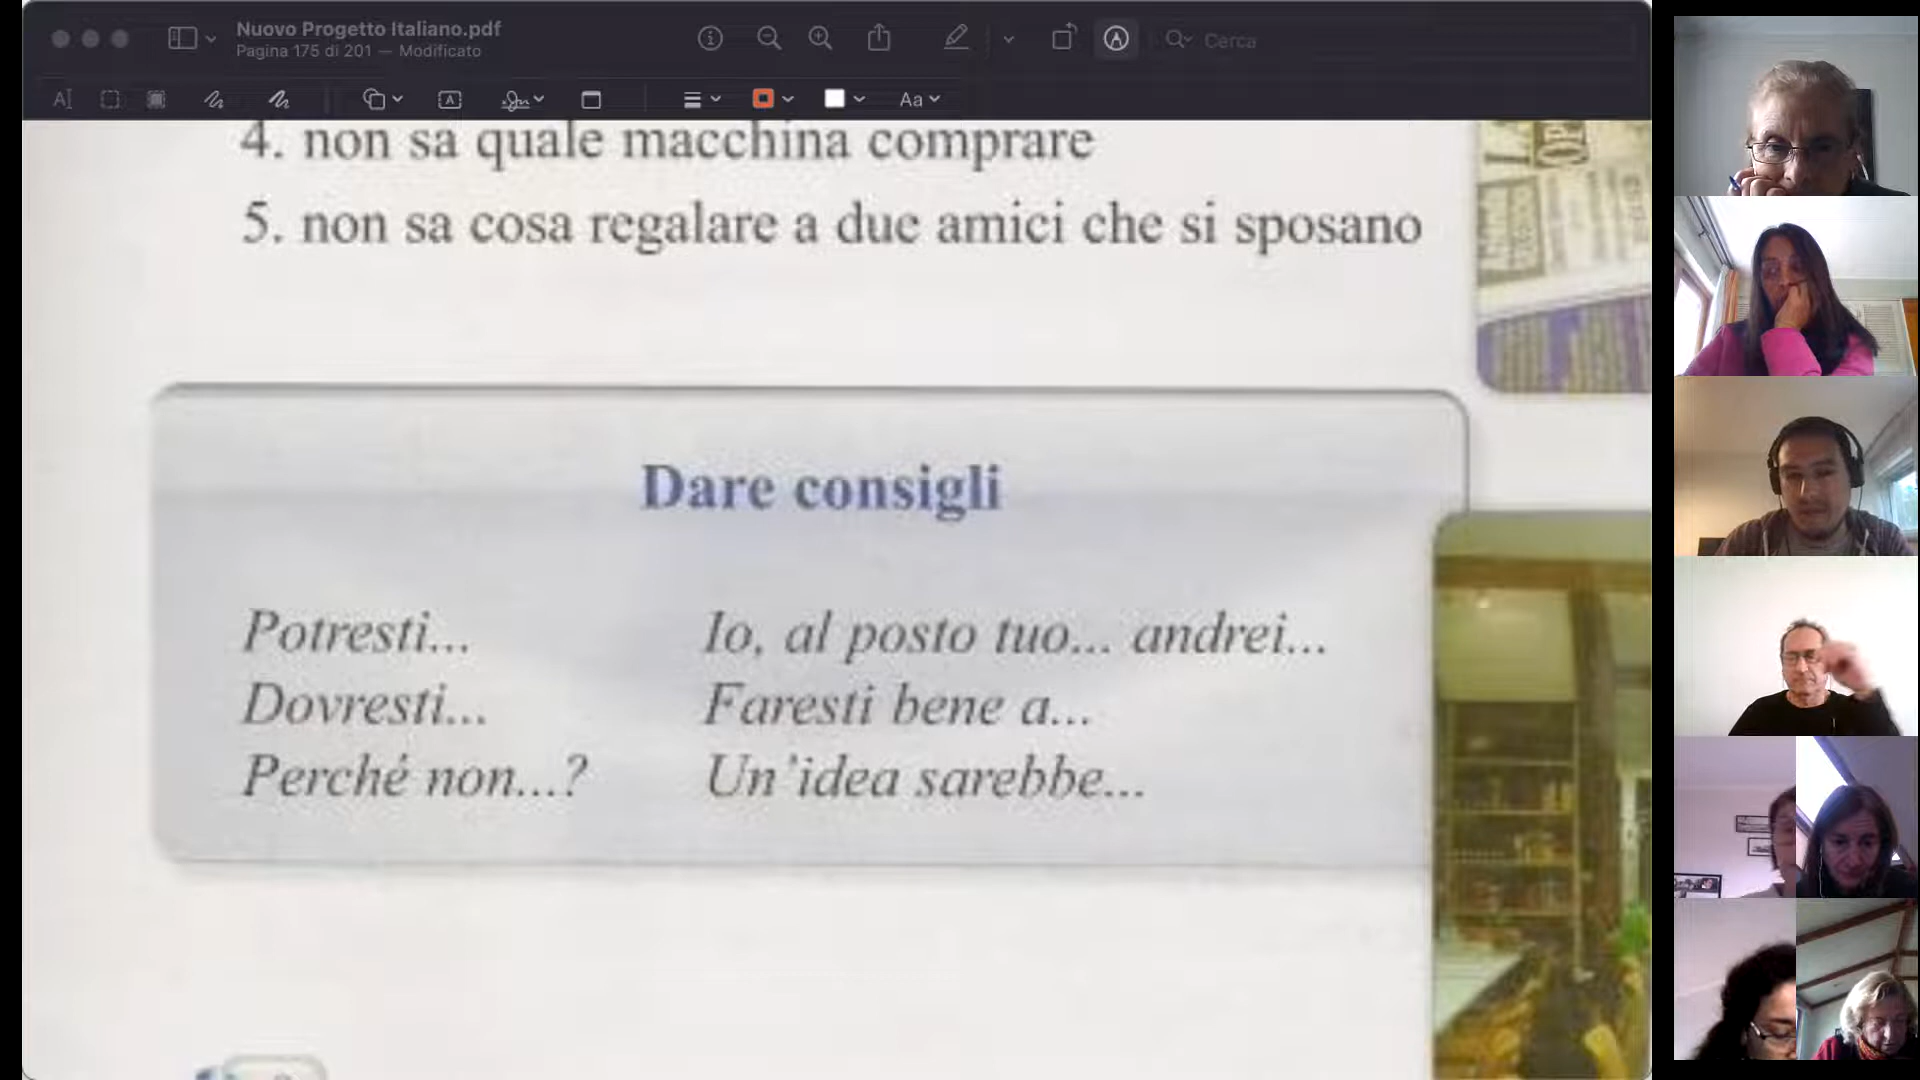 Nuovo Progetto Italiano.pdf
Pagina 175 di 201 — Modificato
Cerca
Aa
4. non sa quale macchina comprare
5. non sa cosa regalare a due amici che si sposano
Dare consigli
Potresti... Io, al posto tuo... andrei...
Dovresti... Faresti bene a...
Perché non...? Un'idea sarebbe...